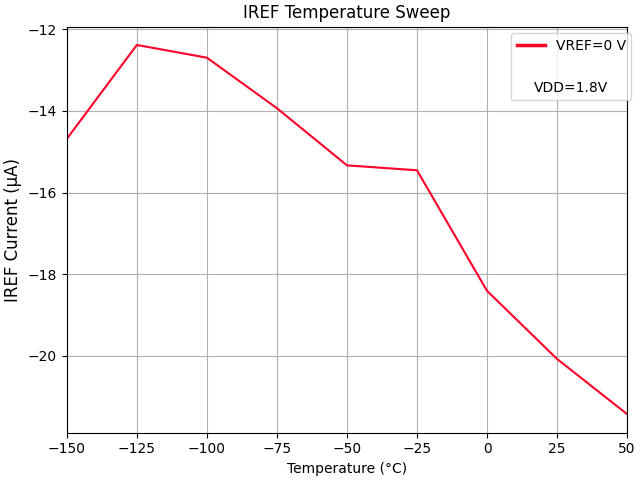 IREF Temperature Sweep
VREF=0 V
VDD=1.8V
IREF Current (μA)
−12
−14
−16
−18
−20
−150
−125
−100
−75
−50
−25
0
25
50
Temperature (°C)